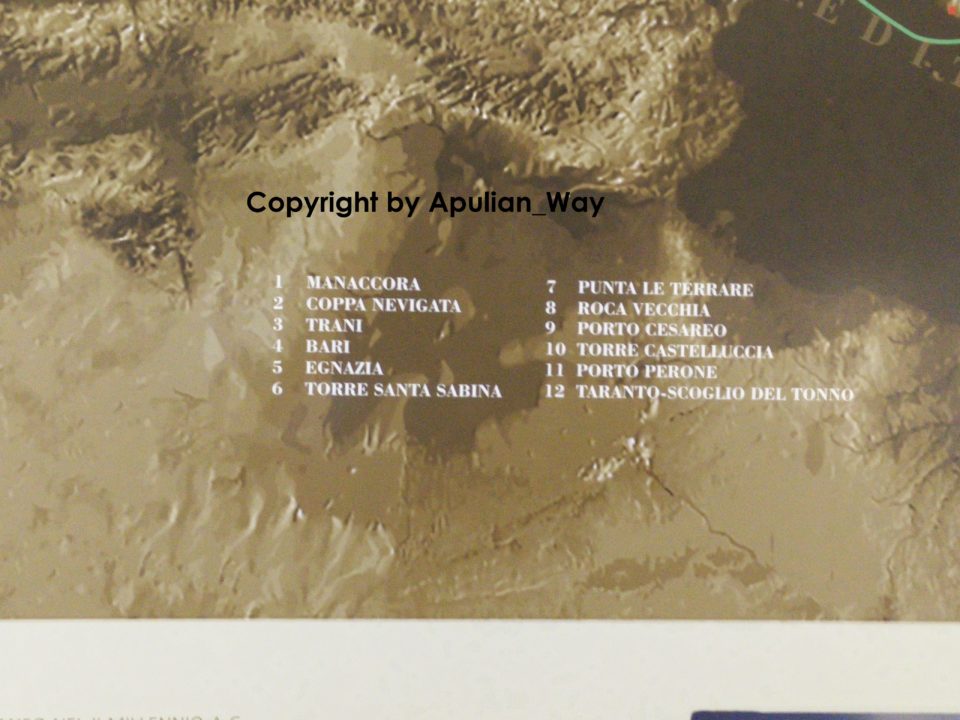 EDIT
Copyright by Apulian_Way
1 MANACCORA
2 COPPA NEVIGATA
3 TRANI
4 BARI
5 EGNAZIA
6 TORRE SANTA SABINA
7 PUNTA LE TERRARE
8 ROCA VECCHIA
9 PORTO CESAREO
10 TORRE CASTELLUCCIA
11 PORTO PERONE
12 TARANTO-SCOGLIO DEL TONNO